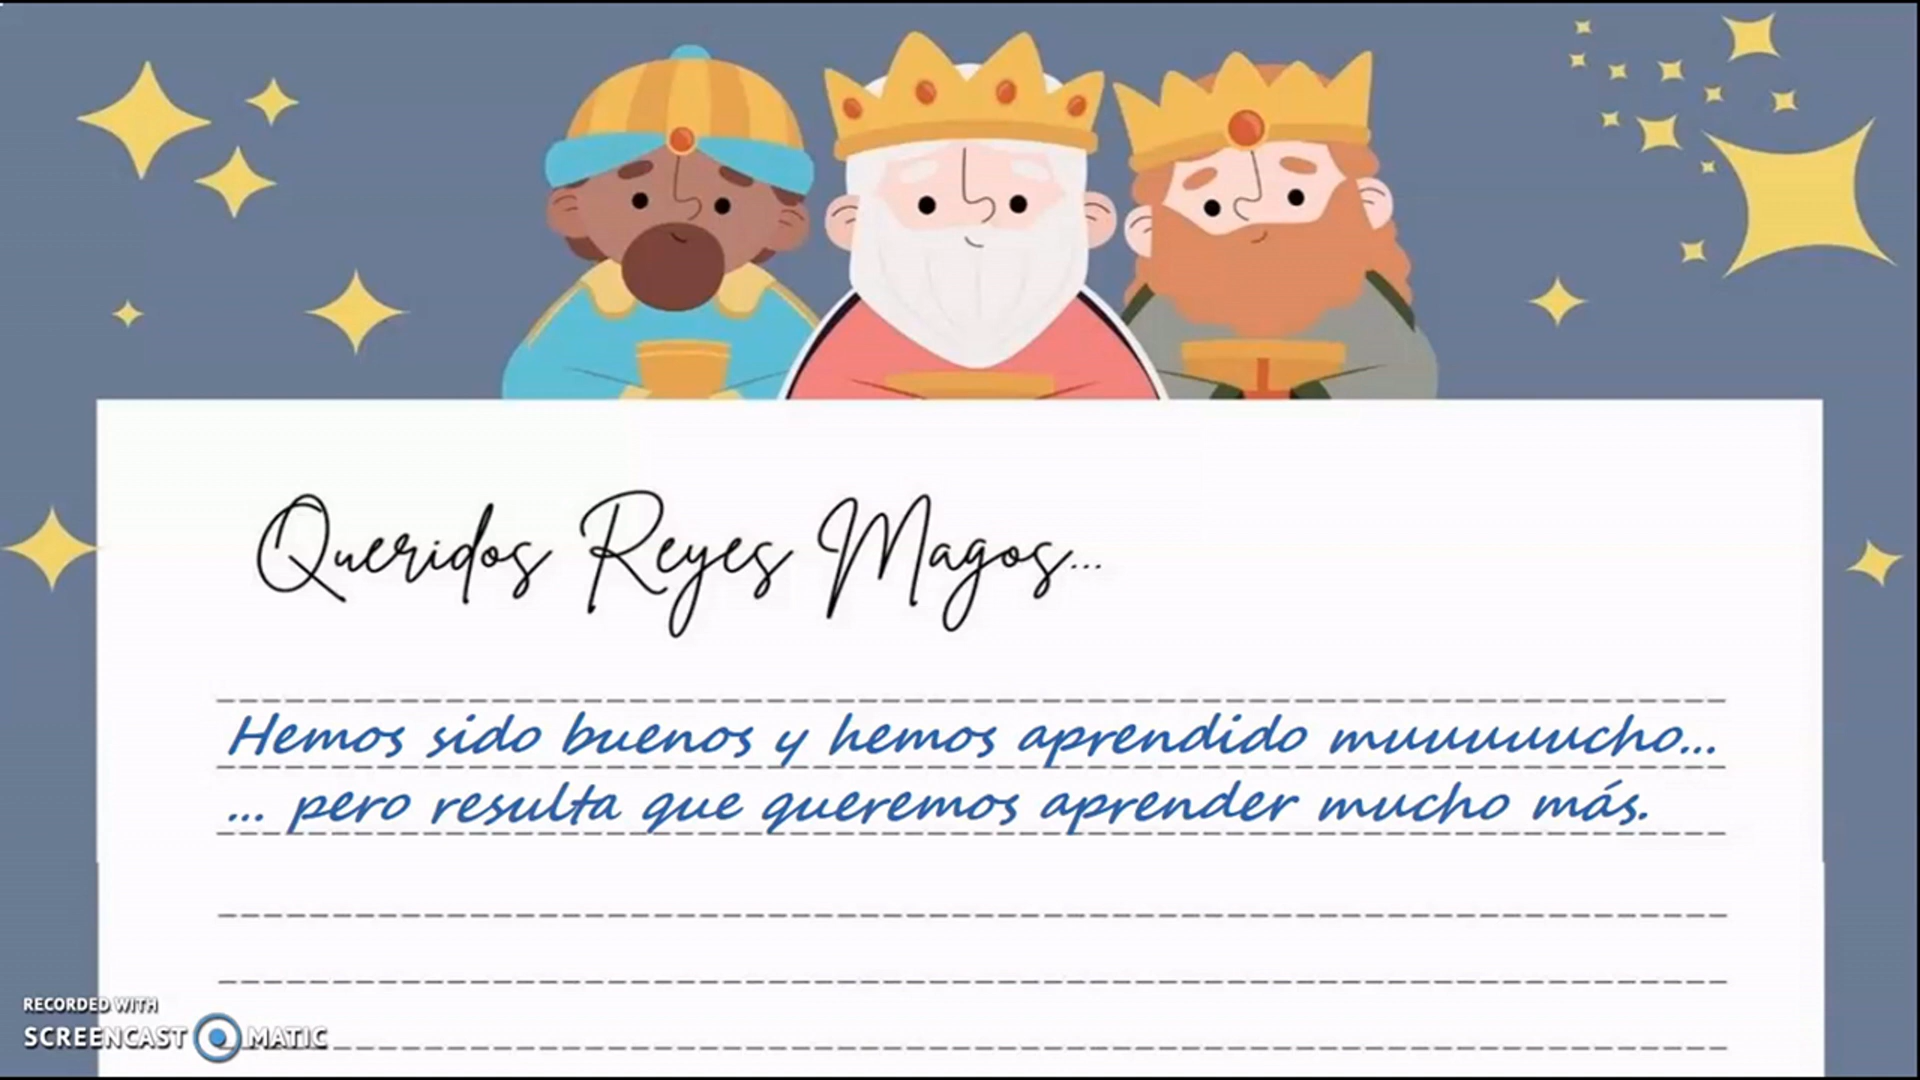 Queridos Reyes Magos...
Hemos sido buenos y hemos aprendido muuuuuucho...
... pero resulta que queremos aprender mucho más.
RECORDED WITH
SCREENCAST MATIC